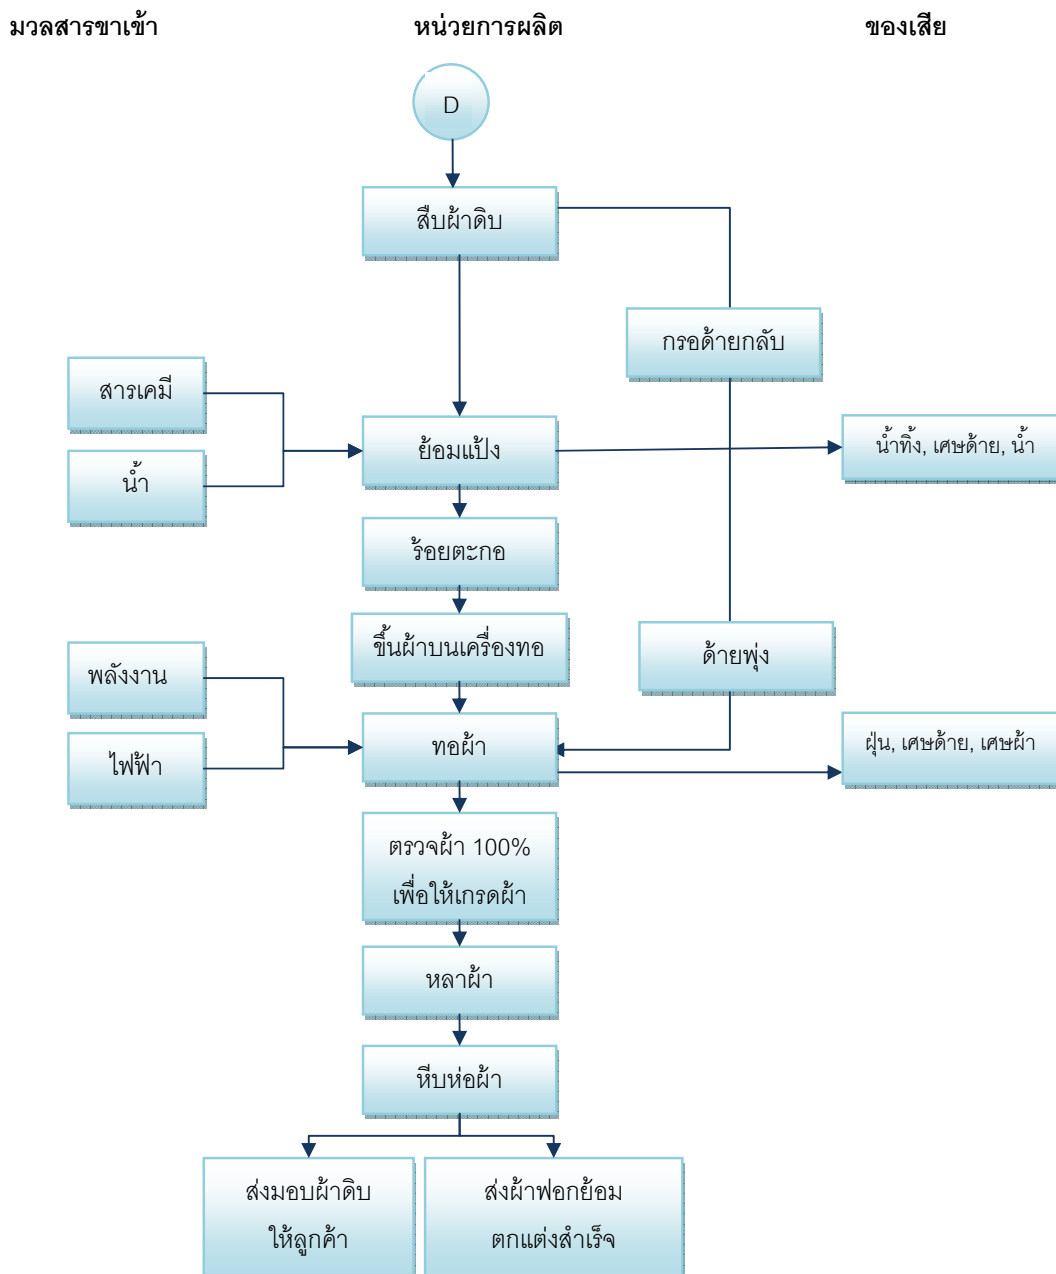 มวลสารขาเข้า
หน่วยการผลิต
ของเสีย
D
สืบผ้าดิบ
กรอด้ายกลับ
สารเคมี
ย้อมแป้ง
น้ำทิ้ง, เศษด้าย, น้ำ
น้ำ
ร้อยตะกอ
ขึ้นผ้าบนเครื่องทอ
ด้ายพุ่ง
พลังงาน
ทอผ้า
ฝุ่น, เศษด้าย, เศษผ้า
ไฟฟ้า
ตรวจผ้า 100%
เพื่อให้เกรดผ้า
หลาผ้า
หีบห่อผ้า
ส่งมอบผ้าดิบ
ให้ลูกค้า
ส่งผ้าฟอกย้อม
ตกแต่งสำเร็จ